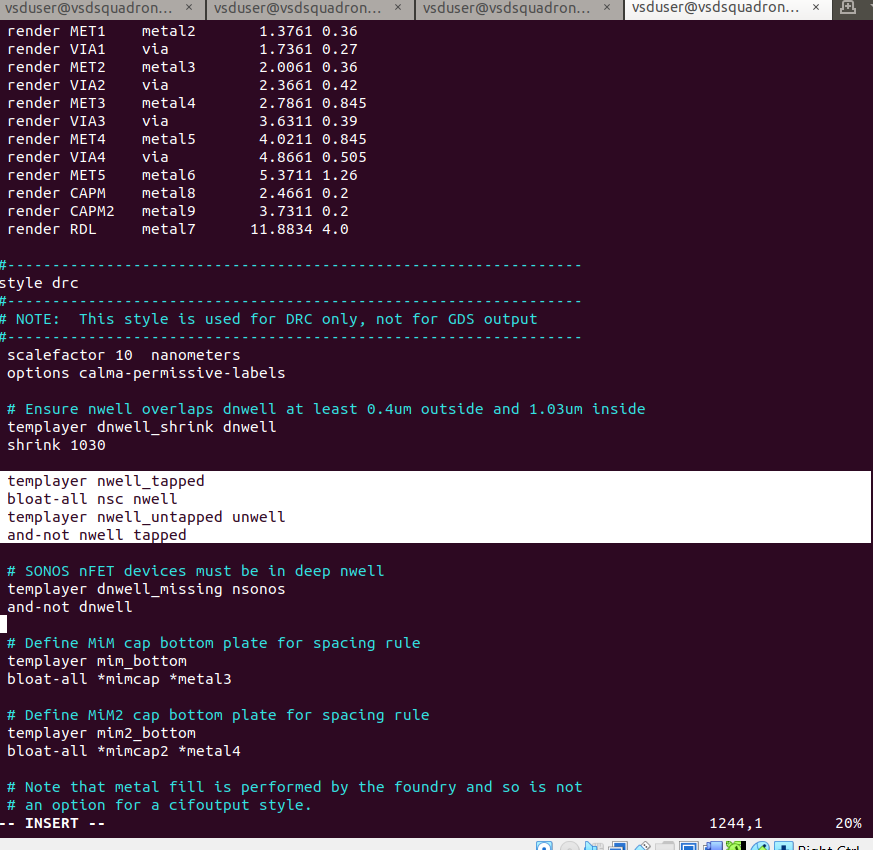 vsduser@vsdsquadron... × vsduser@vsdsquadron... × vsduser@vsdsquadron... × vsduser@vsdsquadron... ×
render MET1 metal2 1.3761 0.36
render VIA1 via 1.7361 0.27
render MET2 metal3 2.0061 0.36
render VIA2 via 2.3661 0.42
render MET3 metal4 2.7861 0.845
render VIA3 via 3.6311 0.39
render MET4 metal5 4.0211 0.845
render VIA4 via 4.8661 0.505
render MET5 metal6 5.3711 1.26
render CAPM metal8 2.4661 0.2
render CAPM2 metal9 3.7311 0.2
render RDL metal7 11.8834 4.0
#----------------------------------------------------------------
style drc
#----------------------------------------------------------------
# NOTE: This style is used for DRC only, not for GDS output
#----------------------------------------------------------------
scalefactor 10 nanometers
options calma-permissive-labels
# Ensure nwell overlaps dnwell at least 0.4um outside and 1.03um inside
templayer dnwell_shrink dnwell
shrink 1030
templayer nwell_tapped
bloat-all nsc nwell
templayer nwell_untapped unwell
and-not nwell tapped
# SONOS nFET devices must be in deep nwell
templayer dnwell_missing nsonos
and-not dnwell
# Define MiM cap bottom plate for spacing rule
templayer mim_bottom
bloat-all *mimcap *metal3
# Define MiM2 cap bottom plate for spacing rule
templayer mim2_bottom
bloat-all *mimcap2 *metal4
# Note that metal fill is performed by the foundry and so is not
# an option for a cifoutput style.
-- INSERT -- 1244,1 20%
Right Ctrl